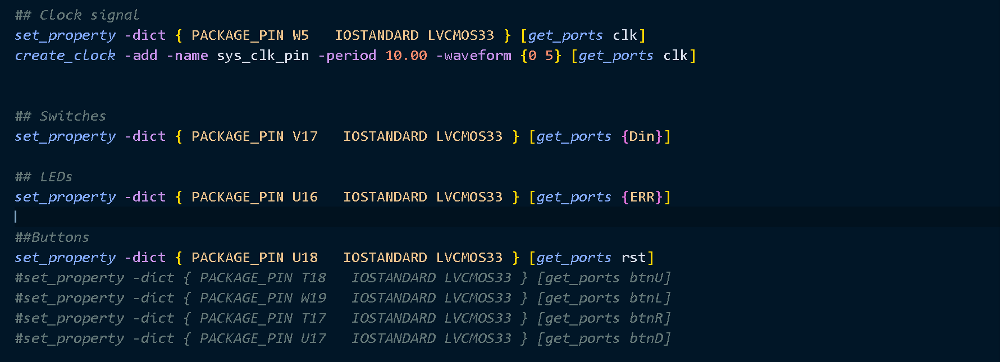 ## Clock signal
set_property -dict { PACKAGE_PIN W5   IOSTANDARD LVCMOS33 } [get_ports clk]
create_clock -add -name sys_clk_pin -period 10.00 -waveform {0 5} [get_ports clk]
## Switches
set_property -dict { PACKAGE_PIN V17   IOSTANDARD LVCMOS33 } [get_ports {Din}]
## LEDs
set_property -dict { PACKAGE_PIN U16   IOSTANDARD LVCMOS33 } [get_ports {ERR}]
##Buttons
set_property -dict { PACKAGE_PIN U18   IOSTANDARD LVCMOS33 } [get_ports rst]
#set_property -dict { PACKAGE_PIN T18   IOSTANDARD LVCMOS33 } [get_ports btnU]
#set_property -dict { PACKAGE_PIN W19   IOSTANDARD LVCMOS33 } [get_ports btnL]
#set_property -dict { PACKAGE_PIN T17   IOSTANDARD LVCMOS33 } [get_ports btnR]
#set_property -dict { PACKAGE_PIN U17   IOSTANDARD LVCMOS33 } [get_ports btnD]